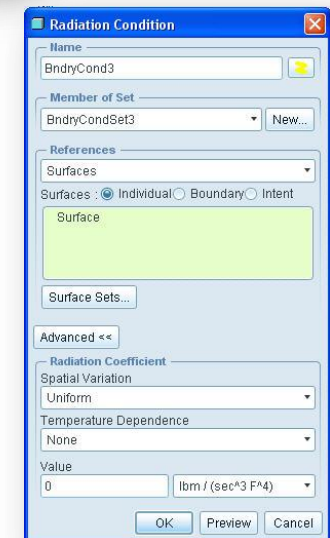 Radiation Condition
Name
BndryCond3
Member of Set
BndryCondSet3
New...
References
Surfaces
Surfaces : Individual Boundary Intent
Surface
Surface Sets...
Advanced <<
Radiation Coefficient
Spatial Variation
Uniform
Temperature Dependence
None
Value
0 lbm / (sec^3 F^4)
OK Preview Cancel